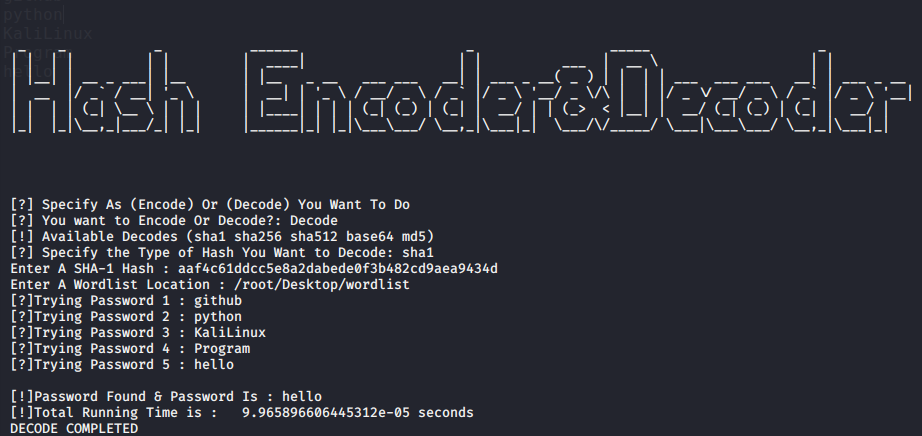 python
KaliLinux
Hash Encoder&Decoder
[?] Specify As (Encode) Or (Decode) You Want To Do
[?] You want to Encode Or Decode?: Decode
[!] Available Decodes (sha1 sha256 sha512 base64 md5)
[?] Specify the Type of Hash You Want to Decode: sha1
Enter A SHA-1 Hash : aaf4c61ddcc5e8a2dabede0f3b482cd9aea9434d
Enter A Wordlist Location : /root/Desktop/wordlist
[?]Trying Password 1 : github
[?]Trying Password 2 : python
[?]Trying Password 3 : KaliLinux
[?]Trying Password 4 : Program
[?]Trying Password 5 : hello
[!]Password Found & Password Is : hello
[!]Total Running Time is :   9.965896606445312e-05 seconds
DECODE COMPLETED